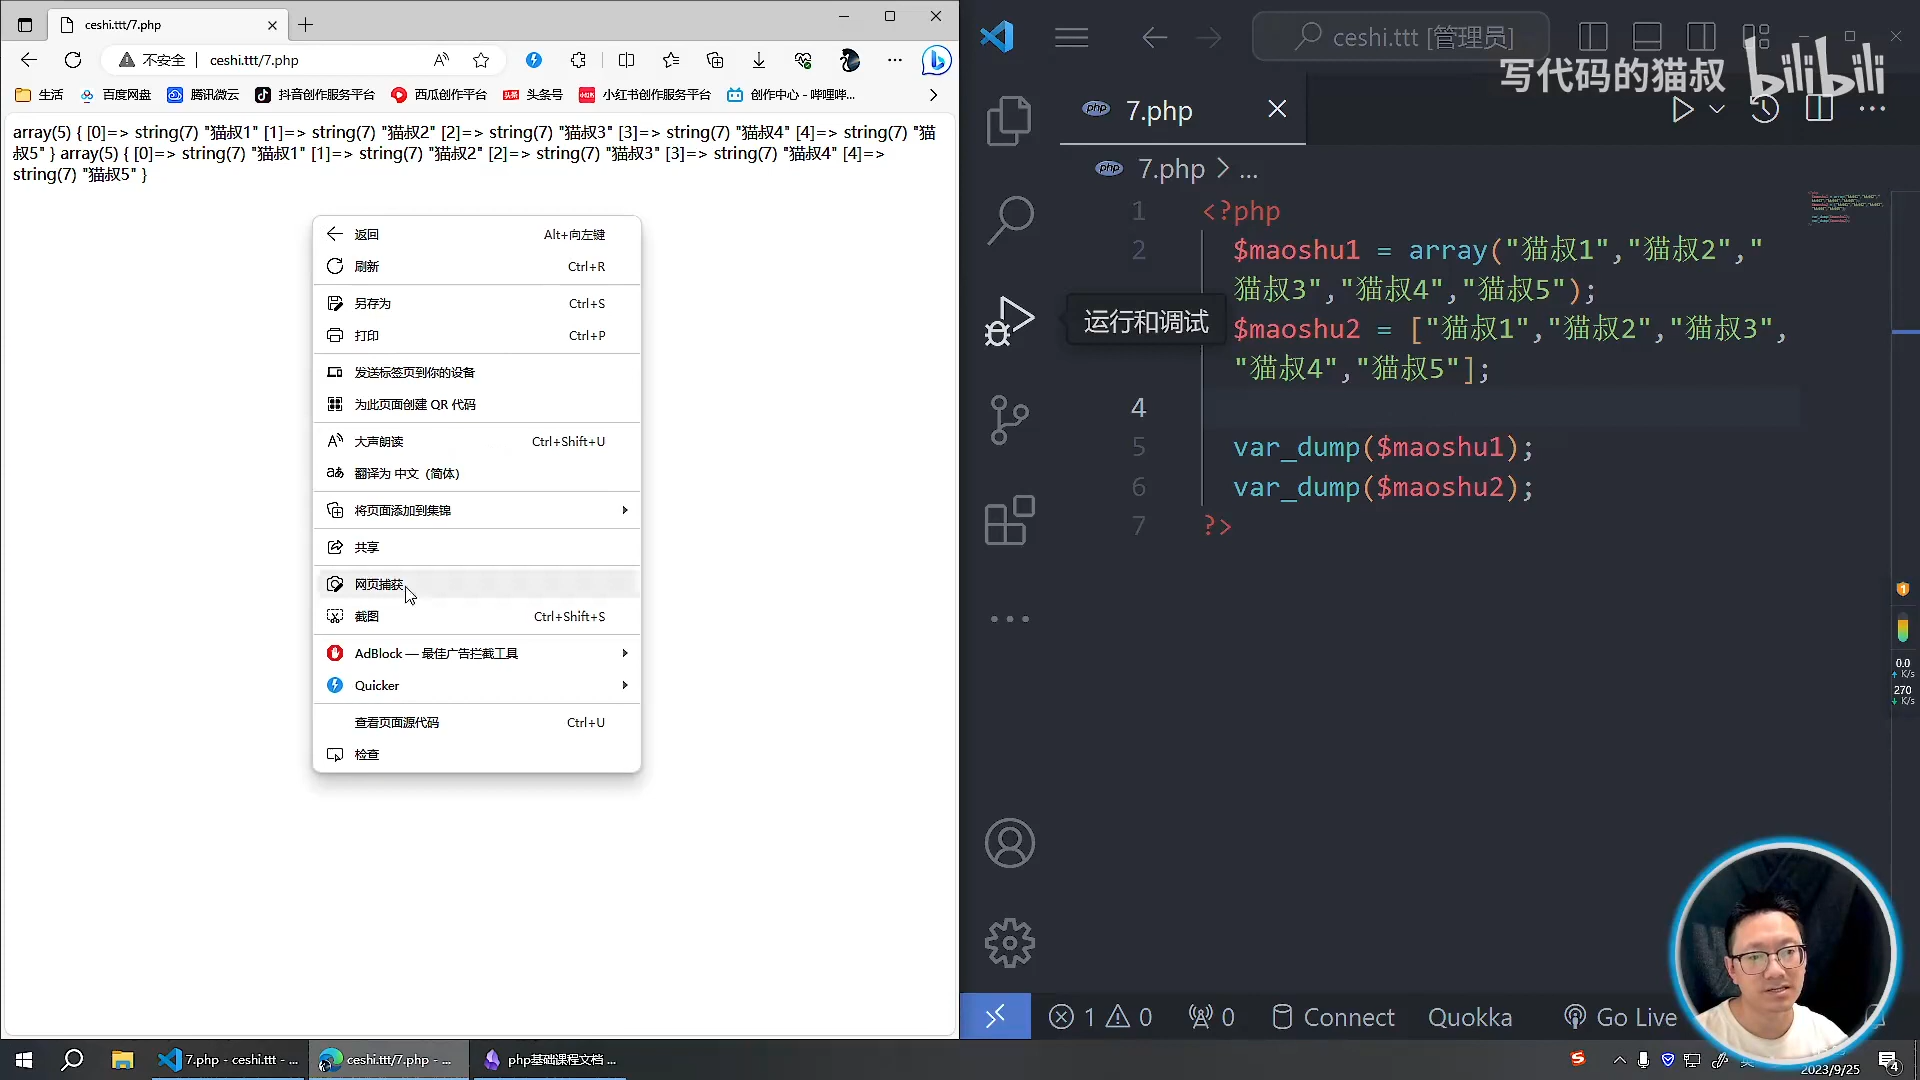 ceshi.ttt/7.php
不安全
ceshi.ttt/7.php
生活
百度网盘
腾讯微云
抖音创作服务平台
西瓜创作平台
头条号
小红书创作服务平台
创作中心 - 哔哩哔...
array(5) { [0]=> string(7) "猫叔1" [1]=> string(7) "猫叔2" [2]=> string(7) "猫叔3" [3]=> string(7) "猫叔4" [4]=> string(7) "猫
叔5" } array(5) { [0]=> string(7) "猫叔1" [1]=> string(7) "猫叔2" [2]=> string(7) "猫叔3" [3]=> string(7) "猫叔4" [4]=>
string(7) "猫叔5" }
返回 Alt+向左键
刷新 Ctrl+R
另存为 Ctrl+S
打印 Ctrl+P
发送标签页到你的设备
为此页面创建 QR 代码
大声朗读 Ctrl+Shift+U
翻译为 中文（简体）
将页面添加到集锦
共享
网页捕获
截图 Ctrl+Shift+S
AdBlock — 最佳广告拦截工具
Quicker
查看页面源代码 Ctrl+U
检查
ceshi.ttt [管理员]
写代码的猫叔 bilibili
php 7.php
php 7.php > ...
1 <?php
2 $maoshu1 = array("猫叔1","猫叔2","
猫叔3","猫叔4","猫叔5");
运行和调试
$maoshu2 = ["猫叔1","猫叔2","猫叔3",
"猫叔4","猫叔5"];
4
5 var_dump($maoshu1);
6 var_dump($maoshu2);
7 ?>
0.0
K/s
270
K/s
1 0 0 Connect Quokka Go Live
7.php - ceshi.ttt - ...
ceshi.ttt/7.php - ...
php基础课程文档 ...
2023/9/25
4